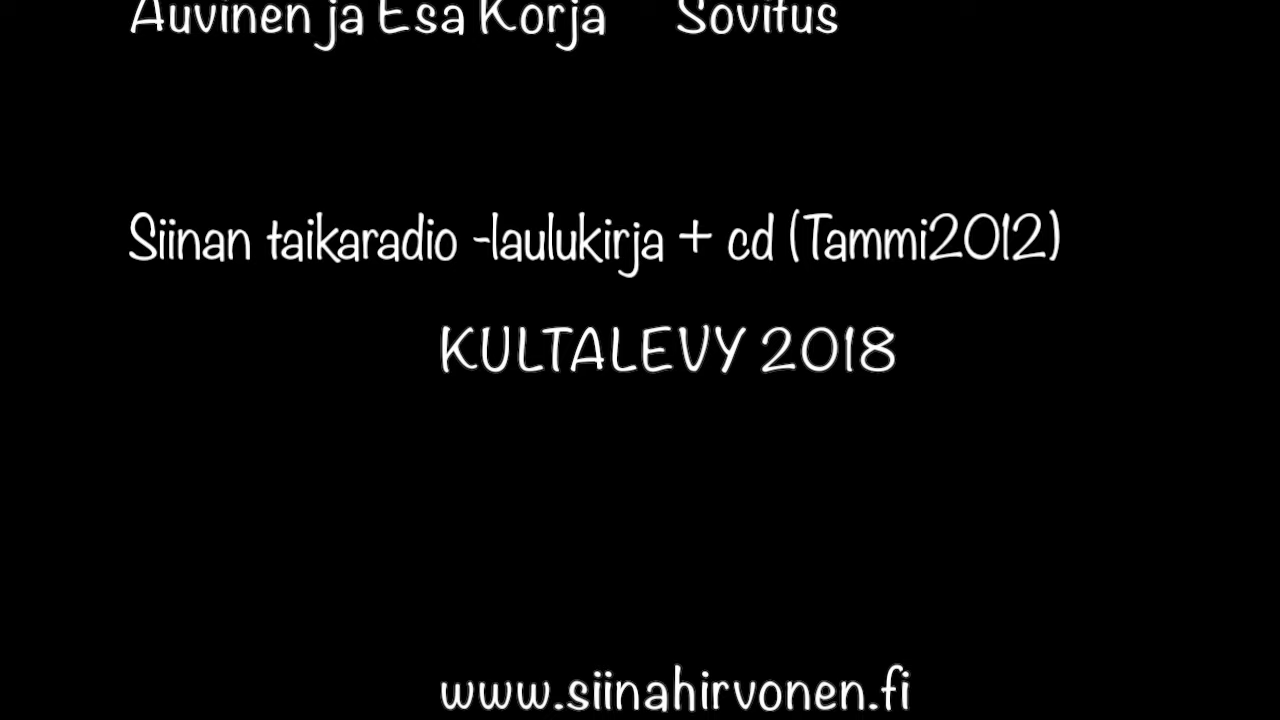 Auvinen ja Esa Korja Sovitus
Siinan taikaradio -laulukirja + cd (Tammi2012)
KULTALEVY 2018
www.siinahirvonen.fi